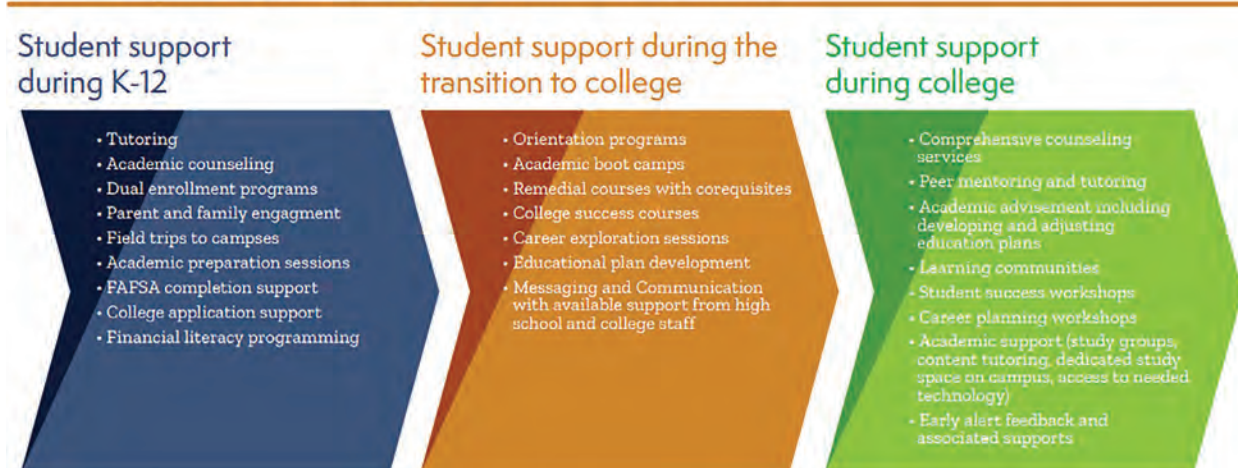 Student support
during K-12
• Tutoring
• Academic counseling
• Dual enrollment programs
• Parent and family engagment
• Field trips to campses
• Academic preparation sessions
• FAFSA completion support
• College application support
• Financial literacy programming
Student support during the
transition to college
• Orientation programs
• Academic boot camps
• Remedial courses with corequisites
• College success courses
• Career exploration sessions
• Educational plan development
• Messaging and Communication
with available support from high
school and college staff
Student support
during college
• Comprehensive counseling
services
• Peer mentoring and tutoring
• Academic advisement including
developing and adjusting
education plans
• Learning communities
• Student success workshops
• Career planning workshops
• Academic support (study groups,
content tutoring, dedicated study
space on campus, access to needed
technology)
• Early alert feedback and
associated supports